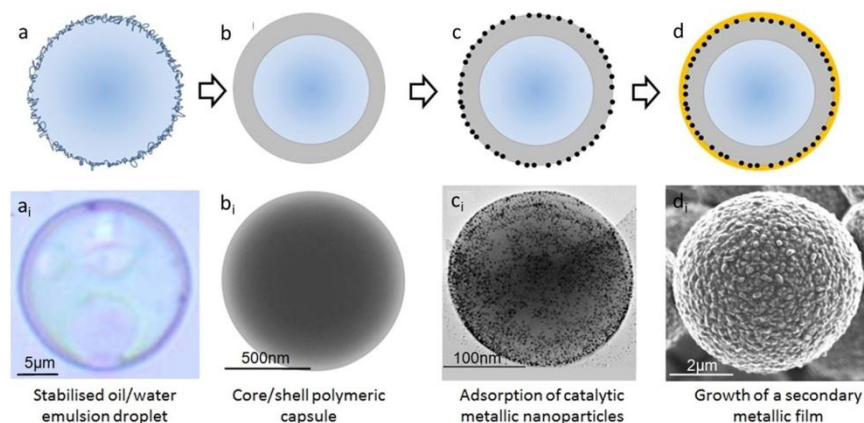 a
b
c
d
ai
bi
ci
di
5μm
500nm
100nm
2μm
Stabilised oil/water
emulsion droplet
Core/shell polymeric
capsule
Adsorption of catalytic
metallic nanoparticles
Growth of a secondary
metallic film